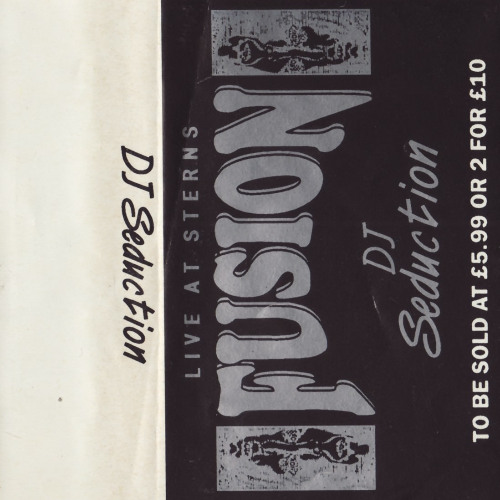 DJ Seduction
LIVE AT STERNS
FUSION
DJ
Seduction
TO BE SOLD AT £5.99 OR 2 FOR £10